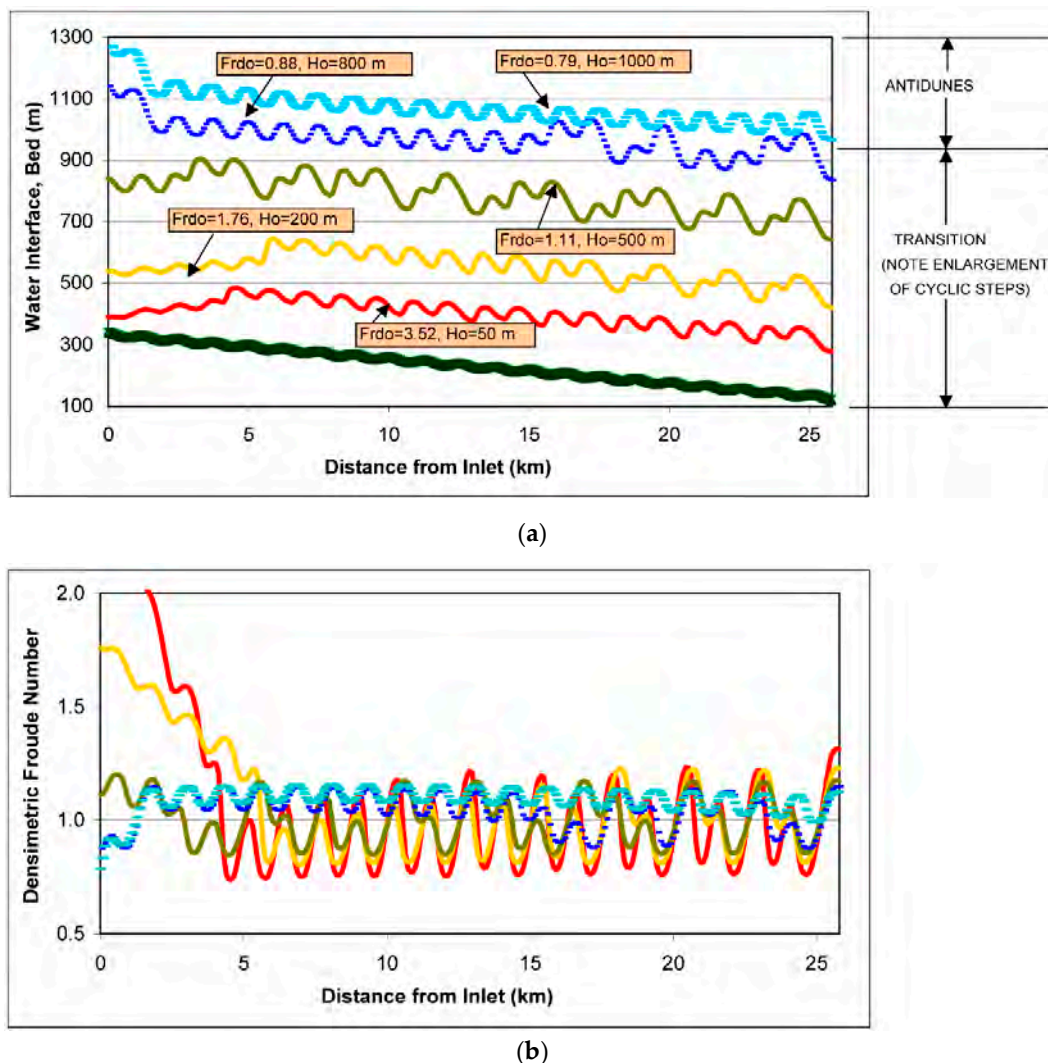 1300
1100
900
700
500
300
100
Water Interface, Bed (m)
Frdo=0.88, Ho=800 m
Frdo=0.79, Ho=1000 m
Frdo=1.76, Ho=200 m
Frdo=1.11, Ho=500 m
Frdo=3.52, Ho=50 m
0 5 10 15 20 25
Distance from Inlet (km)
ANTIDUNES
TRANSITION
(NOTE ENLARGEMENT
OF CYCLIC STEPS)
(a)
2.0
1.5
1.0
0.5
Densimetric Froude Number
0 5 10 15 20 25
Distance from Inlet (km)
(b)